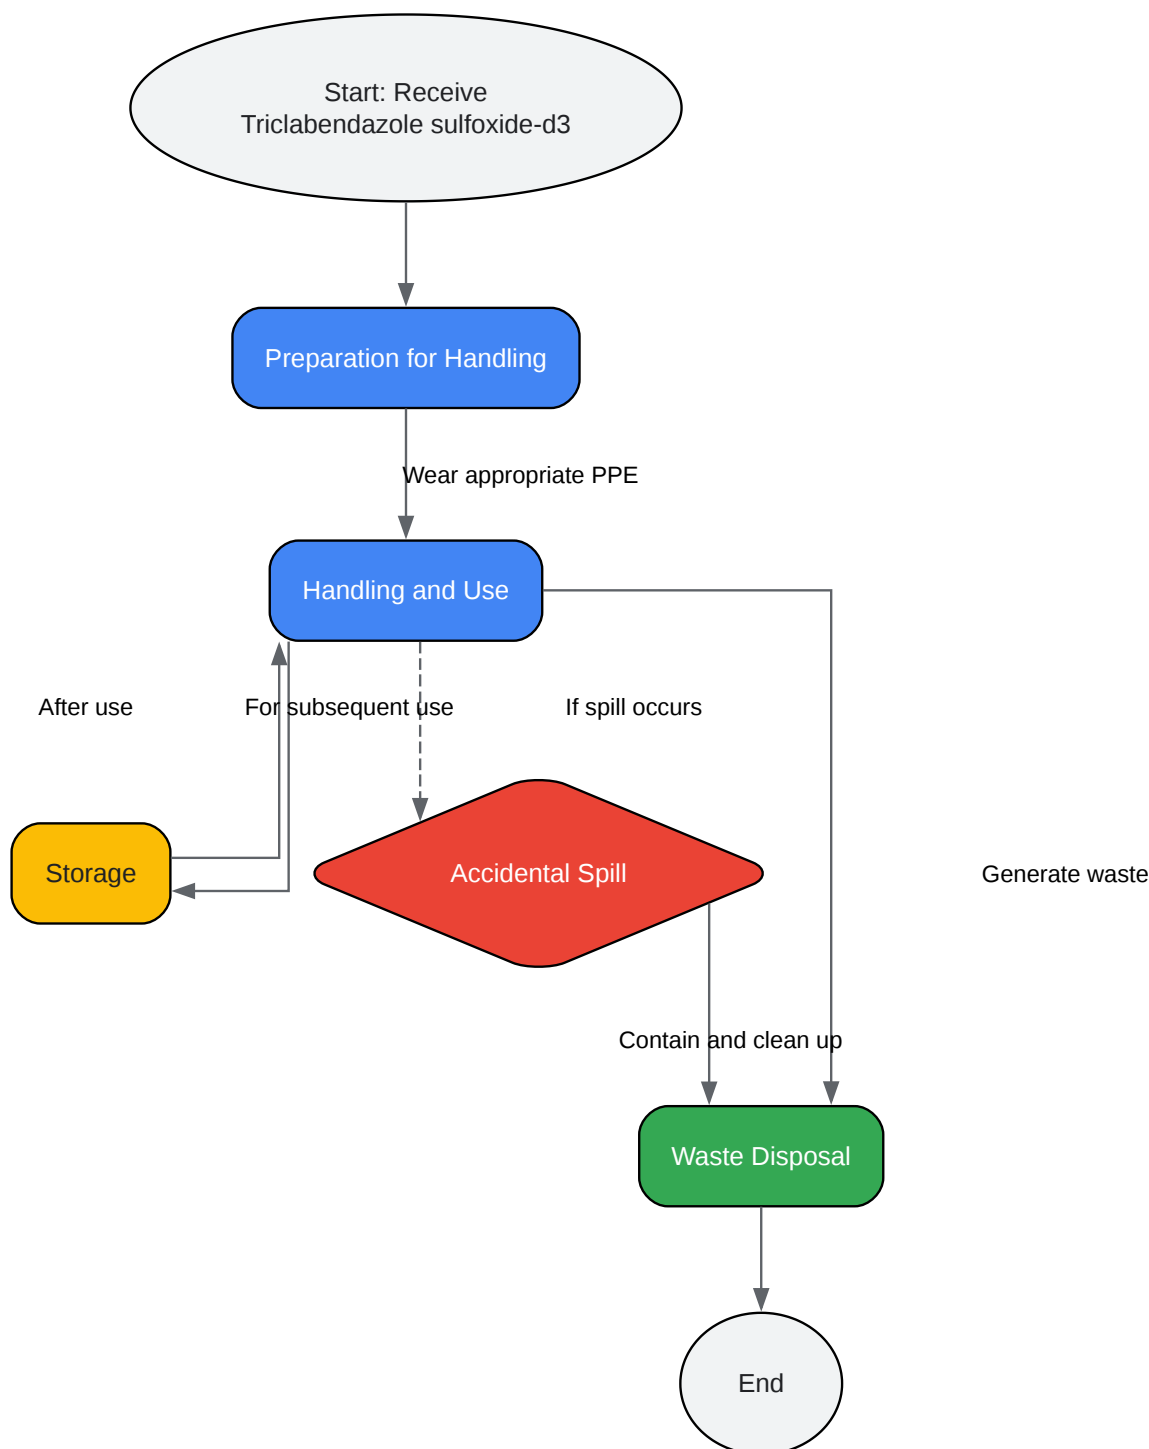 Start: Receive
Triclabendazole sulfoxide-d3
Preparation for Handling
Wear appropriate PPE
Handling and Use
After use
For subsequent use
If spill occurs
Storage
Accidental Spill
Generate waste
Contain and clean up
Waste Disposal
End